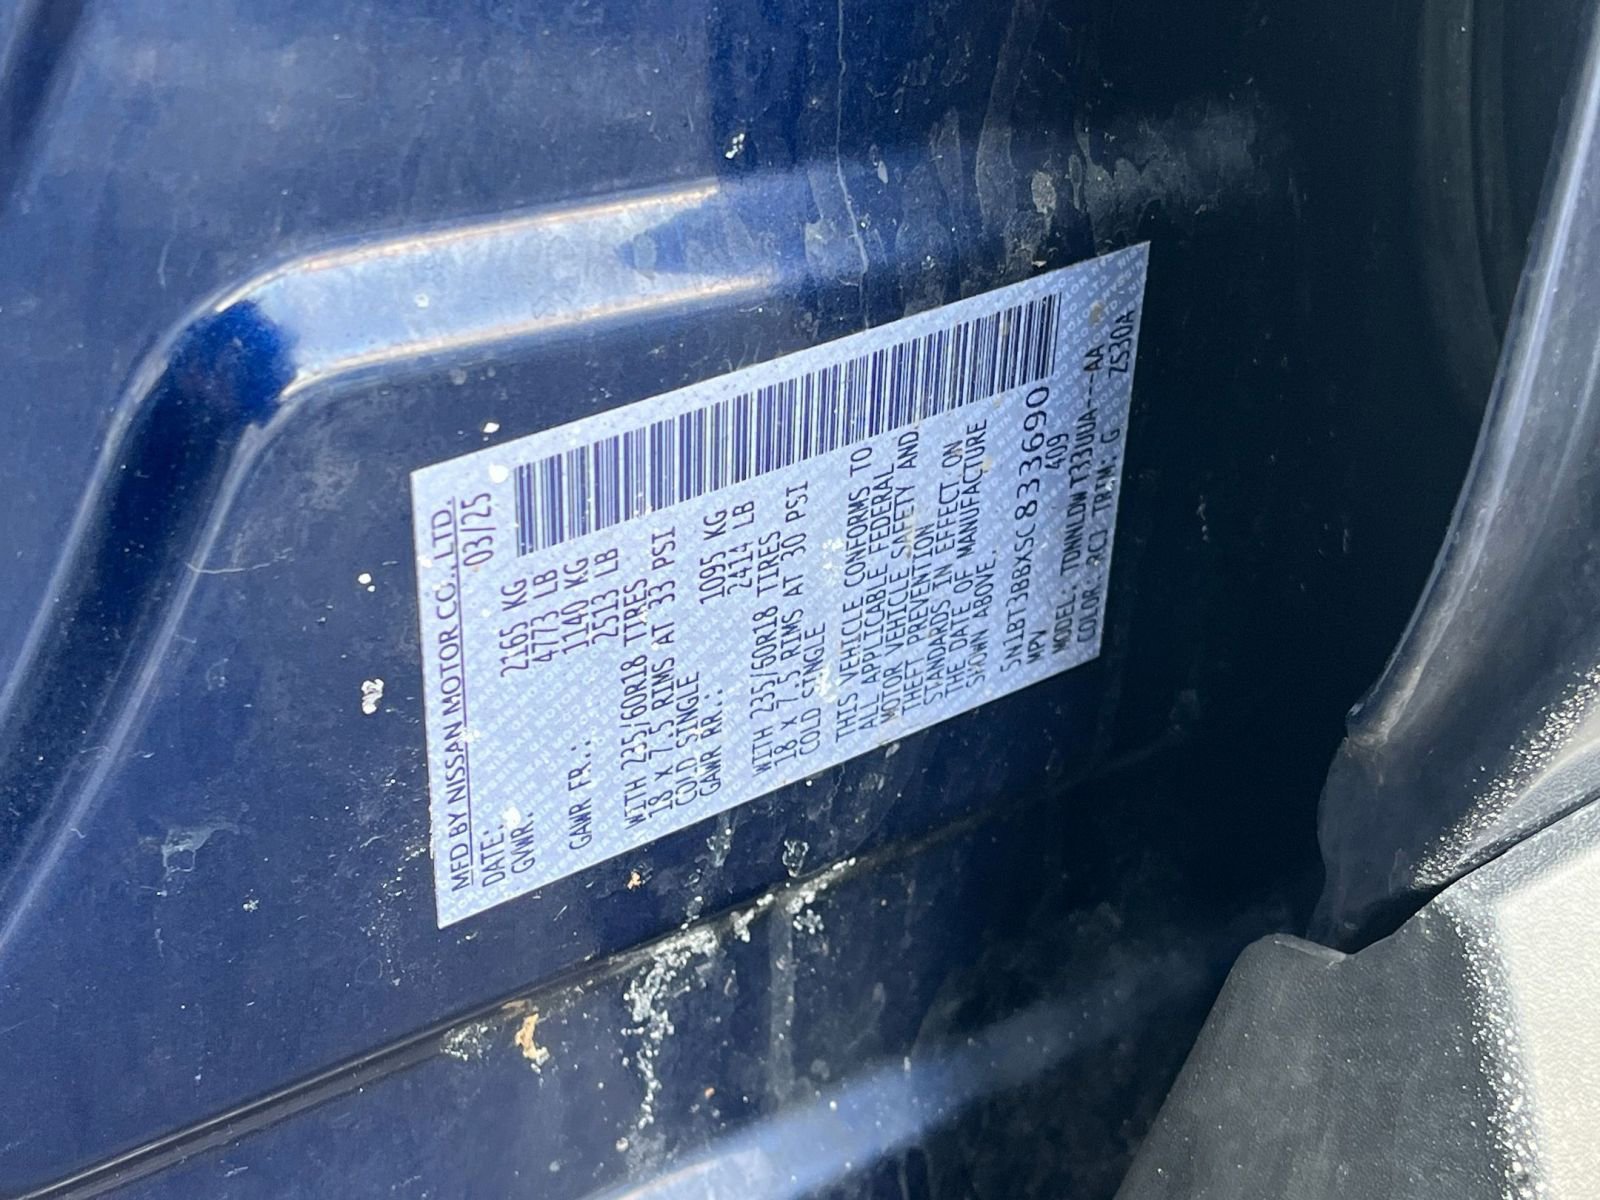 MFD BY NISSAN MOTOR CO.,LTD.
DATE: 03/25
GVWR: 2165 KG
4773 LB
GAWR FR.: 1140 KG
2513 LB
WITH 235/60R18 TIRES
18 X 7.5 RIMS AT 33 PSI
COLD SINGLE
GAWR RR.: 1095 KG
2414 LB
WITH 235/60R18 TIRES
18 X 7.5 RIMS AT 30 PSI
COLD SINGLE
THIS VEHICLE CONFORMS TO
ALL APPLICABLE FEDERAL
MOTOR VEHICLE SAFETY AND
THEFT PREVENTION
STANDARDS IN EFFECT ON
THE DATE OF MANUFACTURE
SHOWN ABOVE.
5N1BT3BBXSC833690
MPV 409
MODEL: TDNNLDWT33UUA---AA
COLOR: RCJ TRIM: G ZS30A